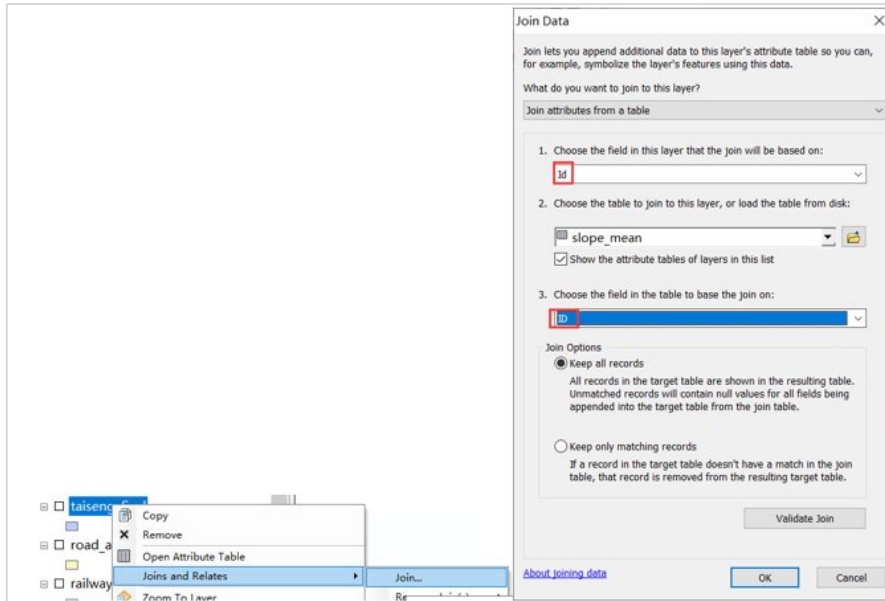 Join Data
Join lets you append additional data to this layer's attribute table so you can,
for example, symbolize the layer's features using this data.
What do you want to join to this layer?
Join attributes from a table
1. Choose the field in this layer that the join will be based on:
Id
2. Choose the table to join to this layer, or load the table from disk:
slope_mean
Show the attribute tables of layers in this list
3. Choose the field in the table to base the join on:
ID
Join Options
Keep all records
All records in the target table are shown in the resulting table.
Unmatched records will contain null values for all fields being
appended into the target table from the join table.
Keep only matching records
If a record in the target table doesn't have a match in the join
table, that record is removed from the resulting target table.
Validate Join
About joining data
OK
Cancel
Copy
Remove
road_a
Open Attribute Table
Joins and Relates
Join...
railway
Zoom To Layer